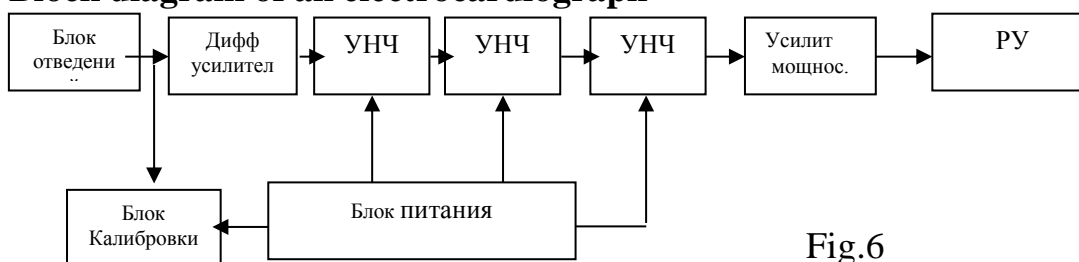 Block diagram of an electrocardiograph
Блок
отведени
й
Дифф
усилител
УНЧ
УНЧ
УНЧ
Усилит
мощнос.
РУ
Блок
Калибровки
Блок питания
Fig.6